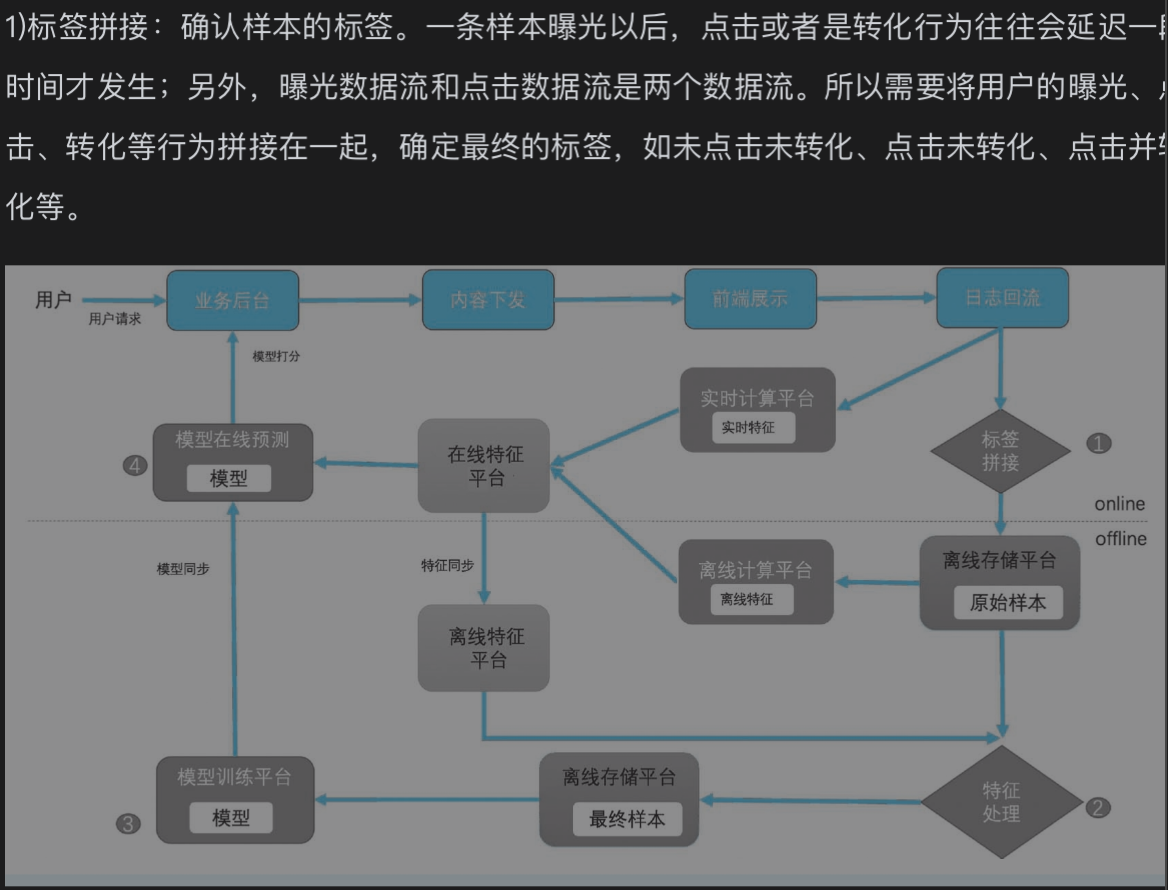 1)标签拼接：确认样本的标签。一条样本曝光以后，点击或者是转化行为往往会延迟一
时间才发生；另外，曝光数据流和点击数据流是两个数据流。所以需要将用户的曝光、
击、转化等行为拼接在一起，确定最终的标签，如未点击未转化、点击未转化、点击并
化等。
用户
用户请求
业务后台
内容下发
前端展示
日志回流
模型打分
实时计算平台
实时特征
标签
拼接
1
模型在线预测
模型
4
在线特征
平台
online
offline
模型同步
特征同步
离线计算平台
离线特征
离线存储平台
原始样本
离线特征
平台
模型训练平台
模型
3
离线存储平台
最终样本
特征
处理
2